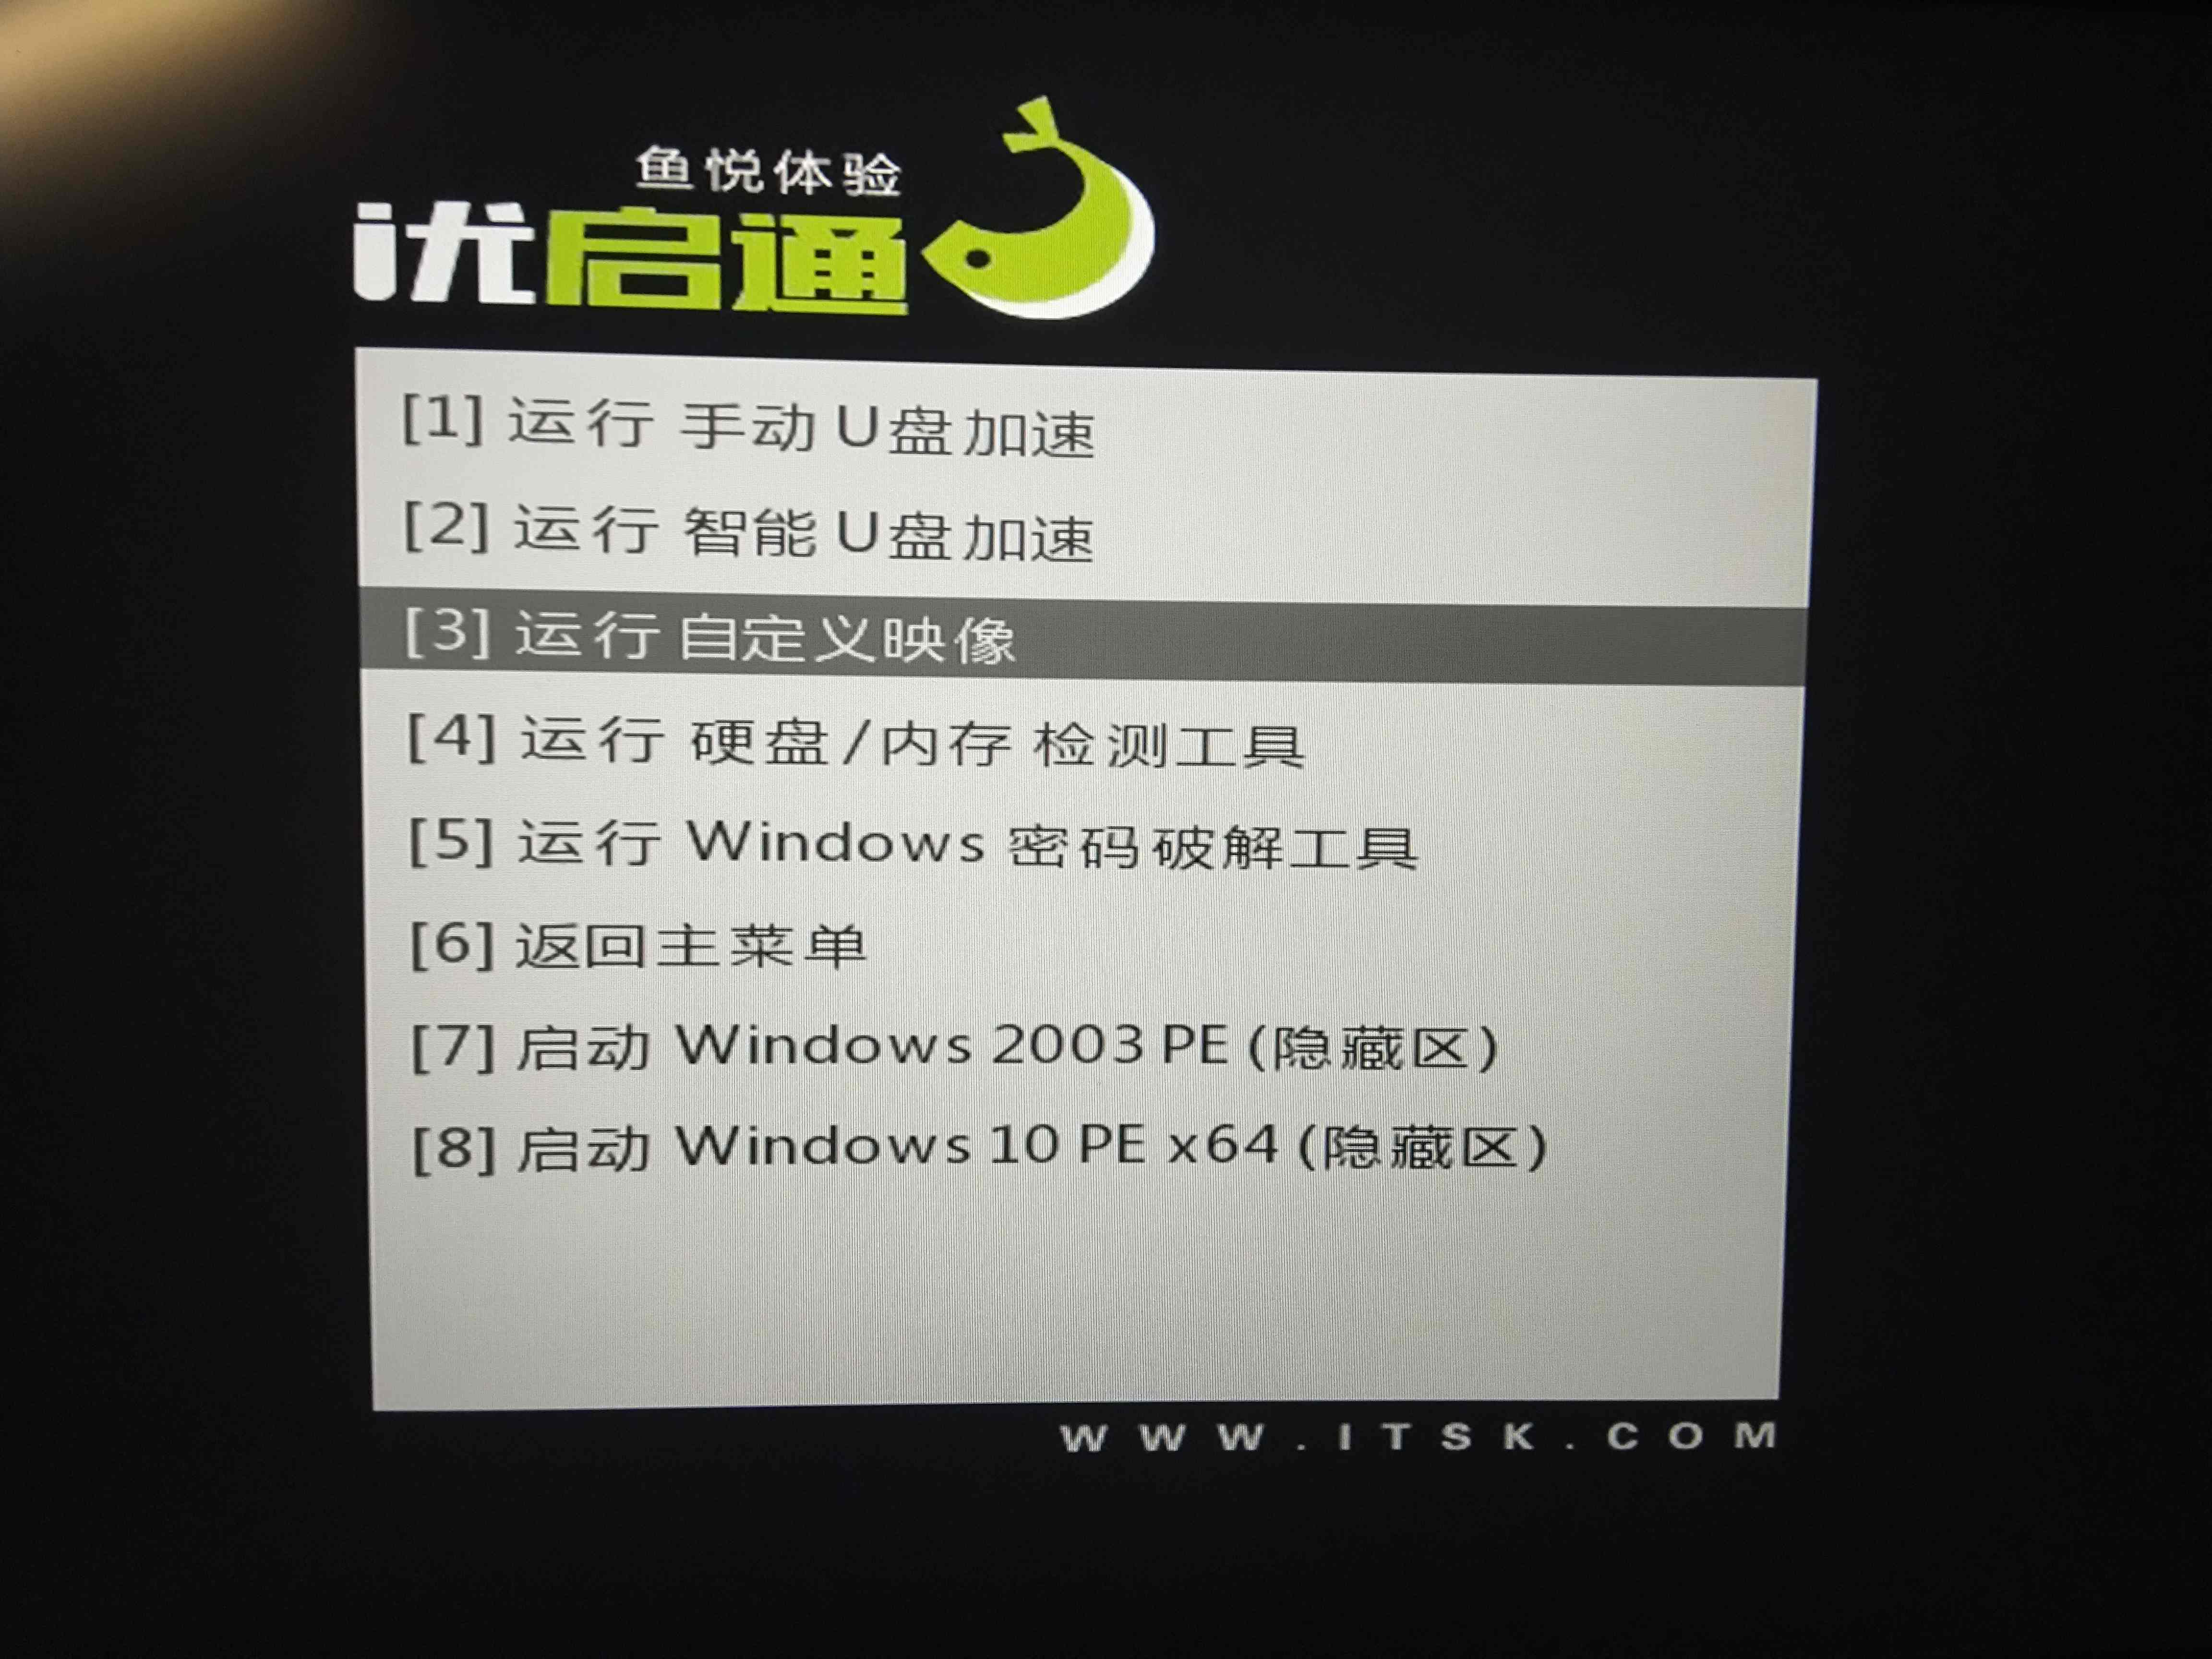 鱼悦体验
优启通
[1] 运行 手动 U盘加速
[2] 运行 智能 U盘加速
[3] 运行 自定义映像
[4] 运行 硬盘/内存 检测工具
[5] 运行 Windows 密码破解工具
[6] 返回主菜单
[7] 启动 Windows 2003 PE (隐藏区)
[8] 启动 Windows 10 PE x64 (隐藏区)
WWW.ITSK.COM